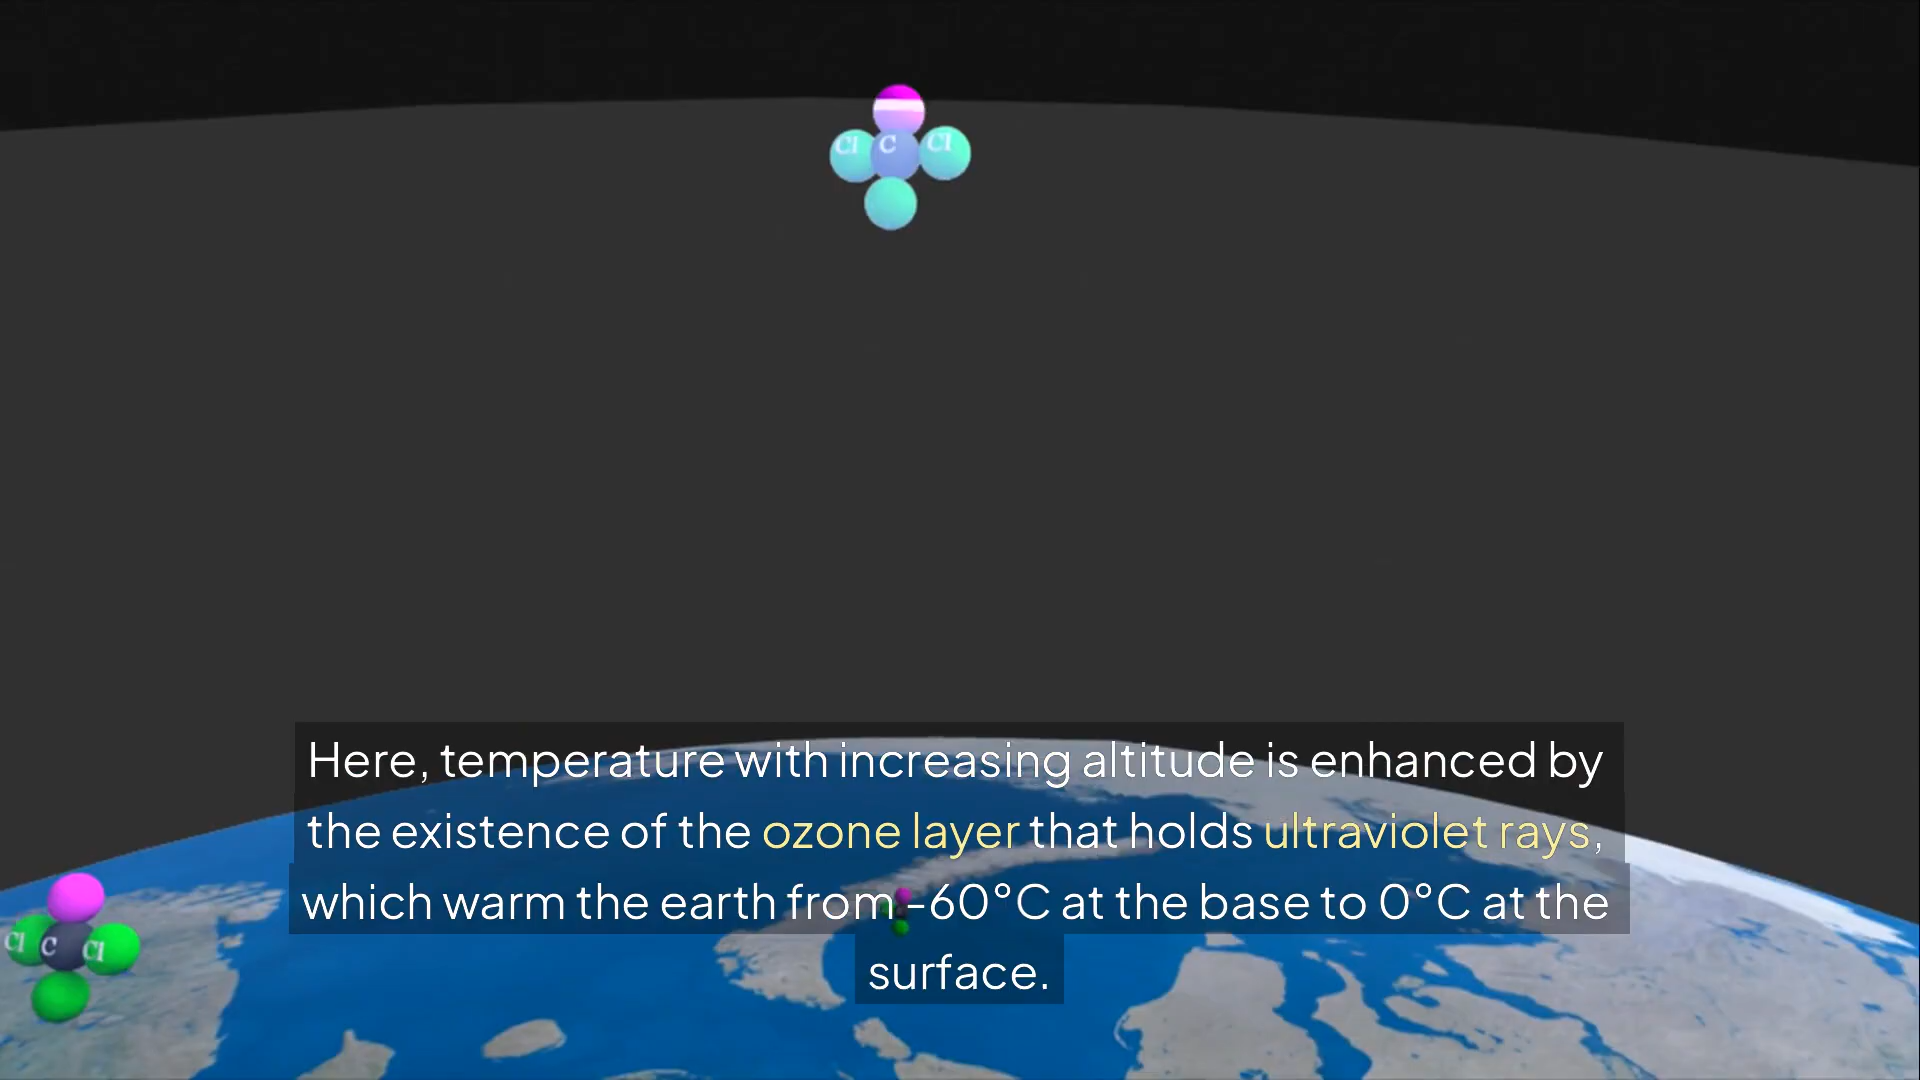 Cl C Cl
Here, temperature with increasing altitude is enhanced by
the existence of the ozone layer that holds ultraviolet rays,
which warm the earth from -60°C at the base to 0°C at the
surface.
Cl C Cl